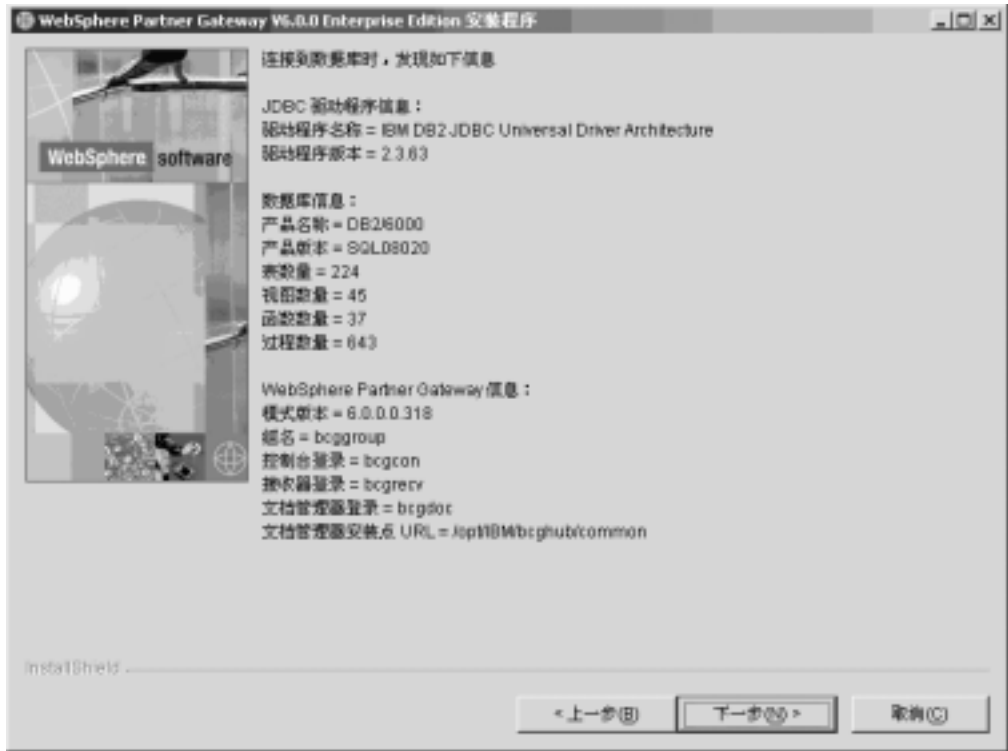 WebSphere Partner Gateway V6.0.0 Enterprise Edition 安装程序
WebSphere software
连接到数据库时，发现如下信息
JDBC 驱动程序信息：
驱动程序名称 = IBM DB2 JDBC Universal Driver Architecture
驱动程序版本 = 2.3.63
数据库信息：
产品名称 = DB2/6000
产品版本 = SQL08020
表数量 = 224
视图数量 = 45
函数数量 = 37
过程数量 = 643
WebSphere Partner Gateway 信息：
模式版本 = 6.0.0.0.318
组名 = bcggroup
控制台登录 = bcgcon
接收器登录 = bcgrecv
文档管理器登录 = bcgdoc
文档管理器安装点 URL = /opt/IBM/bcghub/common
InstallShield
< 上一步(B)
下一步(N) >
取消(C)